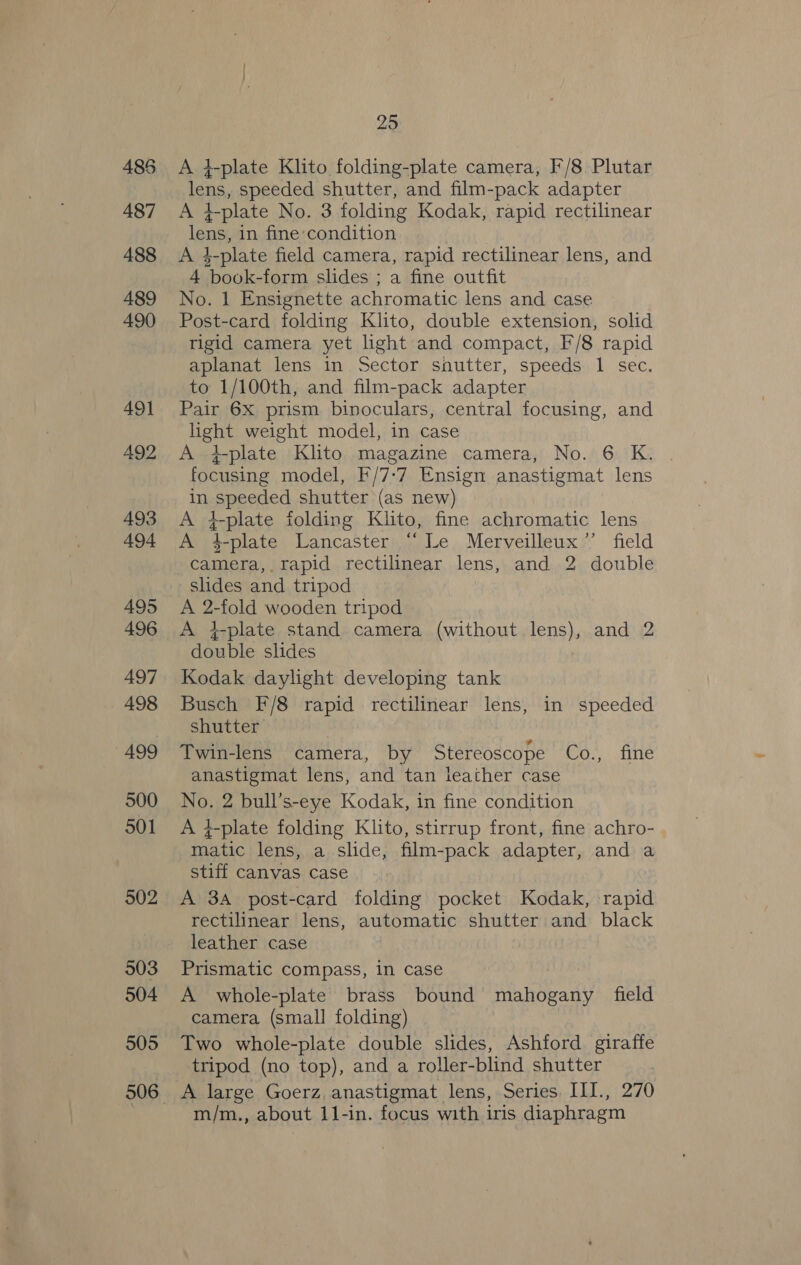 25
486 A ¼-plate Klito folding-plate camera, F/8 Plutar
lens, speeded shutter, and film-pack adapter
487 A ¼-plate No. 3 folding Kodak, rapid rectilinear
lens, in fine condition
488 A ½-plate field camera, rapid rectilinear lens, and
4 book-form slides ; a fine outfit
489 No. 1 Ensignette achromatic lens and case
490 Post-card folding Klito, double extension, solid
rigid camera yet light and compact, F/8 rapid
aplanat lens in Sector shutter, speeds 1 sec.
to 1/100th, and film-pack adapter
491 Pair 6x prism binoculars, central focusing, and
light weight model, in case
492 A ¼-plate Klito magazine camera, No. 6 K.
focusing model, F/7·7 Ensign anastigmat lens
in speeded shutter (as new)
493 A ¼-plate folding Klito, fine achromatic lens
494 A ½-plate Lancaster “ Le Merveilleux ” field
camera, rapid rectilinear lens, and 2 double
slides and tripod
495 A 2-fold wooden tripod
496 A ¼-plate stand camera (without lens), and 2
double slides
497 Kodak daylight developing tank
498 Busch F/8 rapid rectilinear lens, in speeded
shutter
499 Twin-lens camera, by Stereoscope Co., fine
anastigmat lens, and tan leather case
500 No. 2 bull's-eye Kodak, in fine condition
501 A ¼-plate folding Klito, stirrup front, fine achro-
matic lens, a slide, film-pack adapter, and a
stiff canvas case
502 A 3A post-card folding pocket Kodak, rapid
rectilinear lens, automatic shutter and black
leather case
503 Prismatic compass, in case
504 A whole-plate brass bound mahogany field
camera (small folding)
505 Two whole-plate double slides, Ashford giraffe
tripod (no top), and a roller-blind shutter
506 A large Goerz anastigmat lens, Series III., 270
m/m., about 11-in. focus with iris diaphragm